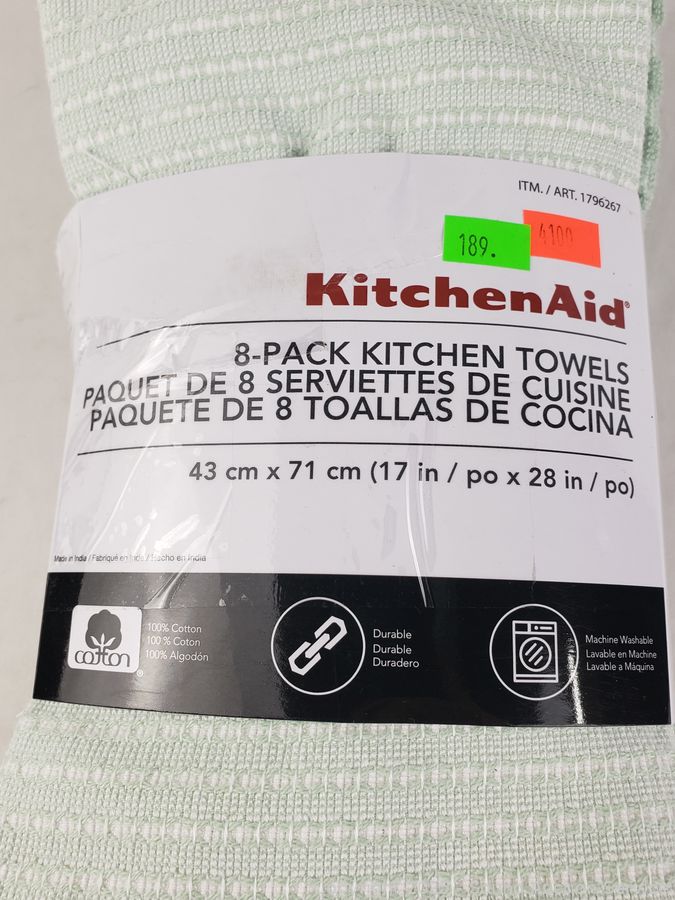 ITM. / ART. 1796267
189.
4100
KitchenAid®
8-PACK KITCHEN TOWELS
PAQUET DE 8 SERVIETTES DE CUISINE
PAQUETE DE 8 TOALLAS DE COCINA
43 cm x 71 cm (17 in / po x 28 in / po)
Made in India / Fabriqué en Inde / Hecho en India
cotton®
100% Cotton
100 % Coton
100% Algodón
Durable
Durable
Duradero
Machine Washable
Lavable en Machine
Lavable a Máquina